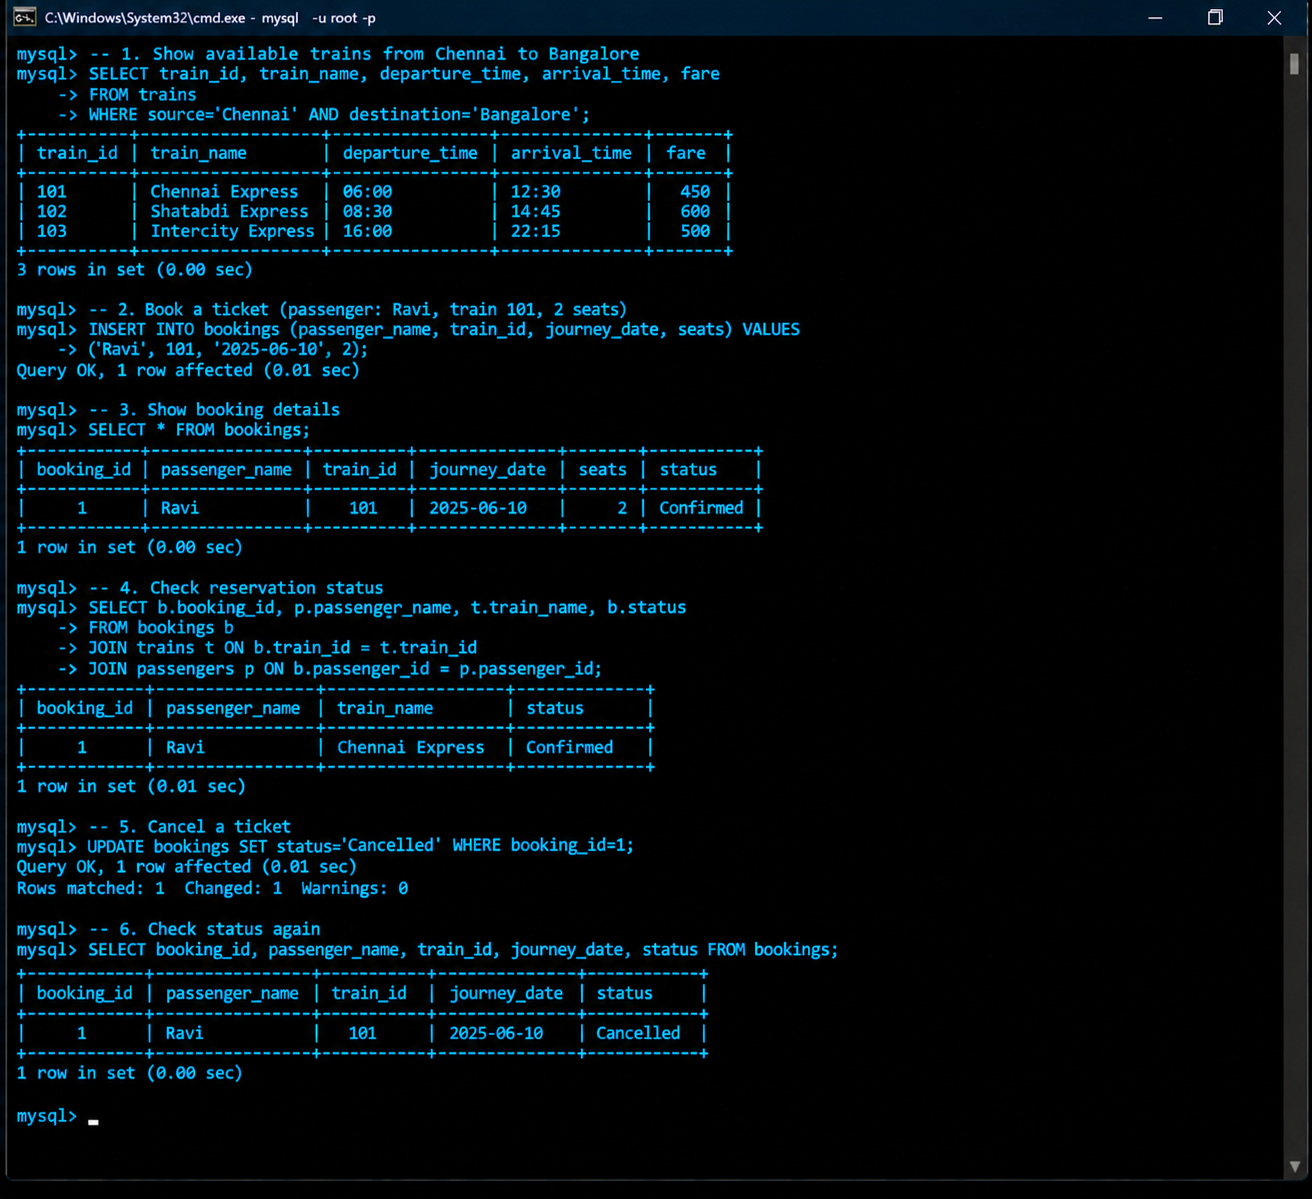 C:\Windows\System32\cmd.exe - mysql  -u root -p
mysql> -- 1. Show available trains from Chennai to Bangalore
mysql> SELECT train_id, train_name, departure_time, arrival_time, fare
    -> FROM trains
    -> WHERE source='Chennai' AND destination='Bangalore';
+----------+-----------------+----------------+--------------+-------+
| train_id | train_name | departure_time | arrival_time | fare |
+----------+-----------------+----------------+--------------+-------+
| 101 | Chennai Express | 06:00 | 12:30 | 450 |
| 102 | Shatabdi Express | 08:30 | 14:45 | 600 |
| 103 | Intercity Express | 16:00 | 22:15 | 500 |
+----------+-----------------+----------------+--------------+-------+
3 rows in set (0.00 sec)
mysql> -- 2. Book a ticket (passenger: Ravi, train 101, 2 seats)
mysql> INSERT INTO bookings (passenger_name, train_id, journey_date, seats) VALUES
    -> ('Ravi', 101, '2025-06-10', 2);
Query OK, 1 row affected (0.01 sec)
mysql> -- 3. Show booking details
mysql> SELECT * FROM bookings;
+------------+----------------+----------+--------------+-------+-----------+
| booking_id | passenger_name | train_id | journey_date | seats | status |
+------------+----------------+----------+--------------+-------+-----------+
| 1 | Ravi | 101 | 2025-06-10 | 2 | Confirmed |
+------------+----------------+----------+--------------+-------+-----------+
1 row in set (0.00 sec)
mysql> -- 4. Check reservation status
mysql> SELECT b.booking_id, p.passenger_name, t.train_name, b.status
    -> FROM bookings b
    -> JOIN trains t ON b.train_id = t.train_id
    -> JOIN passengers p ON b.passenger_id = p.passenger_id;
+------------+----------------+-----------------+------------+
| booking_id | passenger_name | train_name | status |
+------------+----------------+-----------------+------------+
| 1 | Ravi | Chennai Express | Confirmed |
+------------+----------------+-----------------+------------+
1 row in set (0.01 sec)
mysql> -- 5. Cancel a ticket
mysql> UPDATE bookings SET status='Cancelled' WHERE booking_id=1;
Query OK, 1 row affected (0.01 sec)
Rows matched: 1  Changed: 1  Warnings: 0
mysql> -- 6. Check status again
mysql> SELECT booking_id, passenger_name, train_id, journey_date, status FROM bookings;
+------------+----------------+----------+--------------+-----------+
| booking_id | passenger_name | train_id | journey_date | status |
+------------+----------------+----------+--------------+-----------+
| 1 | Ravi | 101 | 2025-06-10 | Cancelled |
+------------+----------------+----------+--------------+-----------+
1 row in set (0.00 sec)
mysql> _